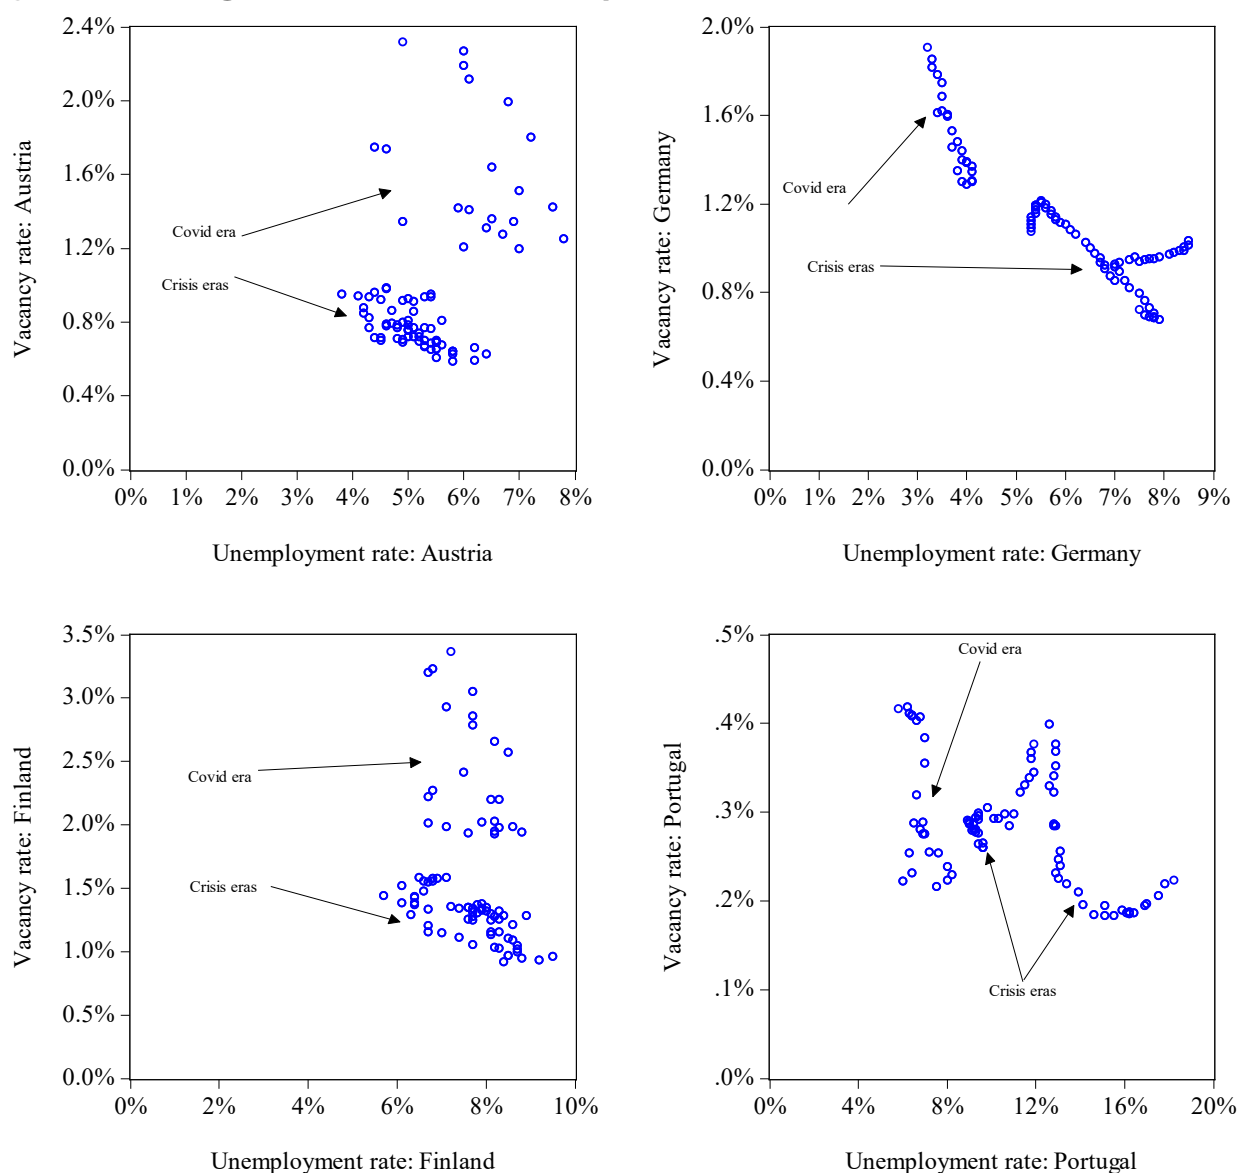 2.4%
2.0%
1.6%
1.2%
0.8%
0.4%
0.0%
0% 1% 2% 3% 4% 5% 6% 7% 8%
Vacancy rate: Austria
Unemployment rate: Austria
Covid era
Crisis eras
2.0%
1.6%
1.2%
0.8%
0.4%
0.0%
0% 1% 2% 3% 4% 5% 6% 7% 8% 9%
Vacancy rate: Germany
Unemployment rate: Germany
Covid era
Crisis eras
3.5%
3.0%
2.5%
2.0%
1.5%
1.0%
0.5%
0.0%
0% 2% 4% 6% 8% 10%
Vacancy rate: Finland
Unemployment rate: Finland
Covid era
Crisis eras
.5%
.4%
.3%
.2%
.1%
.0%
0% 4% 8% 12% 16% 20%
Vacancy rate: Portugal
Unemployment rate: Portugal
Covid era
Crisis eras